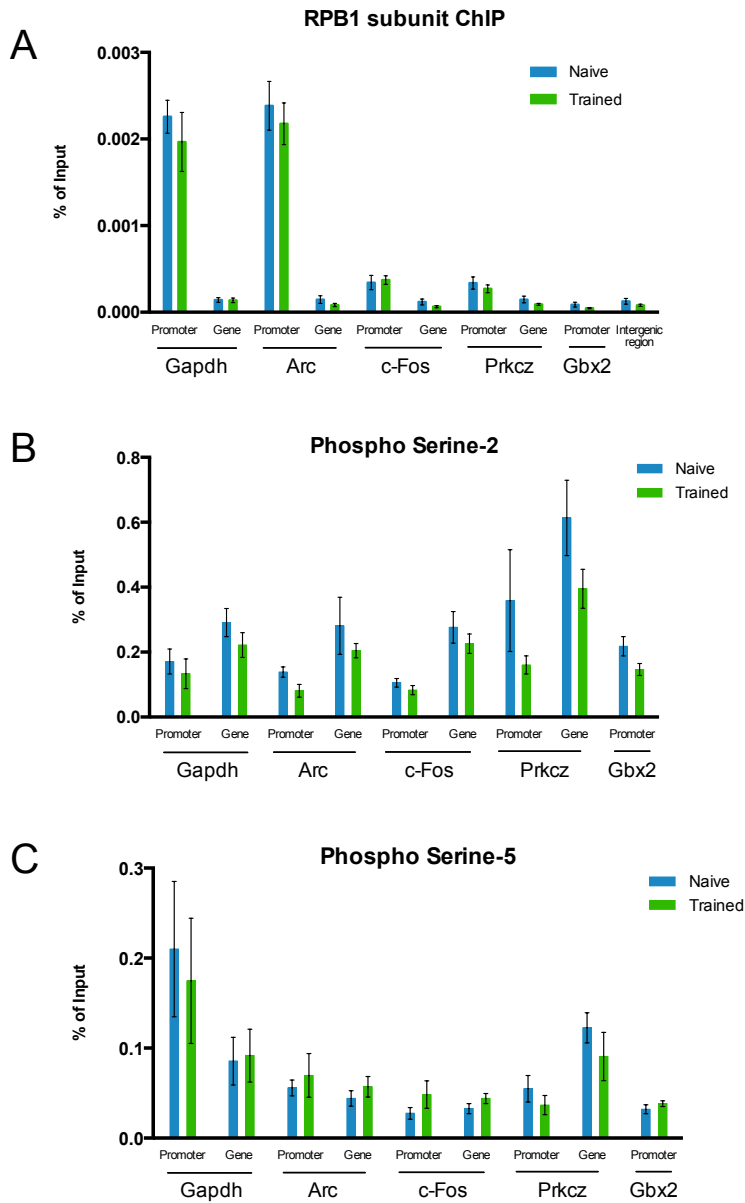 RPB1 subunit ChIP
A
0.003
Naive
Trained
0.002
% of Input
0.001
0.000
Promoter Gene Promoter Gene Promoter Gene Promoter Gene Promoter Intergenic
region
Gapdh Arc c-Fos Prkcz Gbx2
B
Phospho Serine-2
0.8
Naive
Trained
0.6
% of Input
0.4
0.2
0.0
Promoter Gene Promoter Gene Promoter Gene Promoter Gene Promoter
Gapdh Arc c-Fos Prkcz Gbx2
C
Phospho Serine-5
0.3
Naive
Trained
0.2
% of Input
0.1
0.0
Promoter Gene Promoter Gene Promoter Gene Promoter Gene Promoter
Gapdh Arc c-Fos Prkcz Gbx2